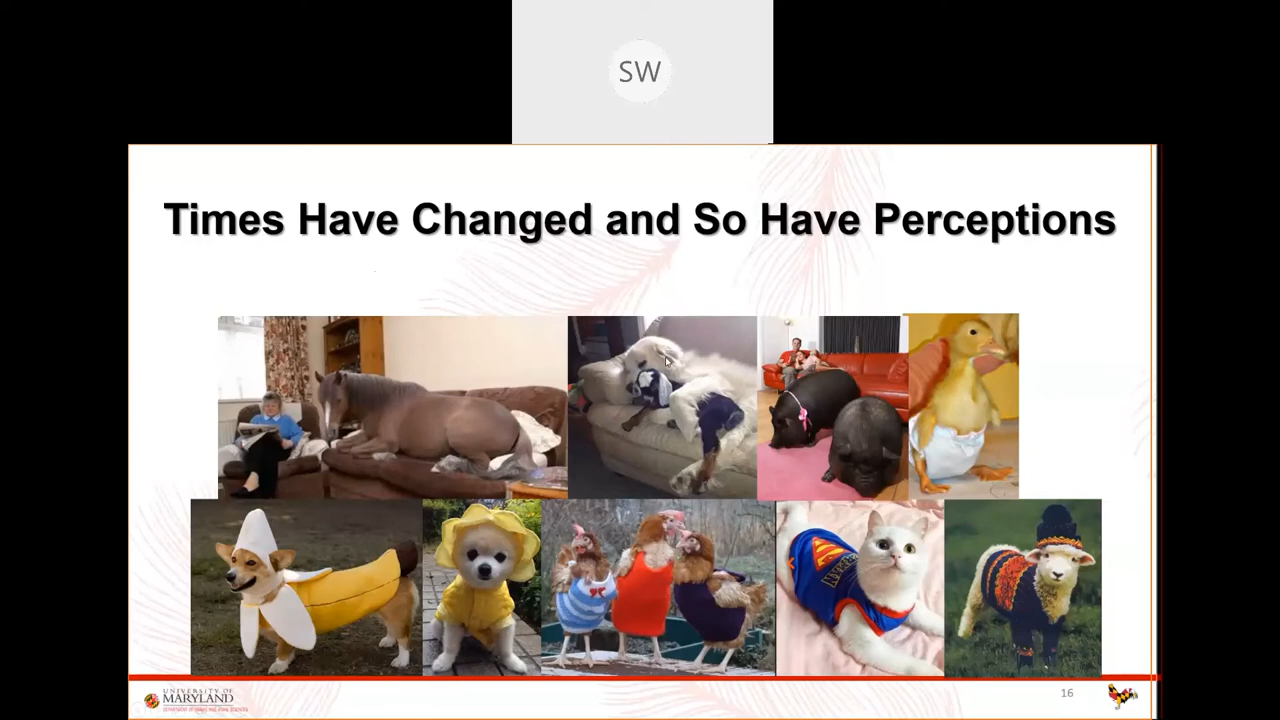 SW
Times Have Changed and So Have Perceptions
UNIVERSITY OF
MARYLAND
16